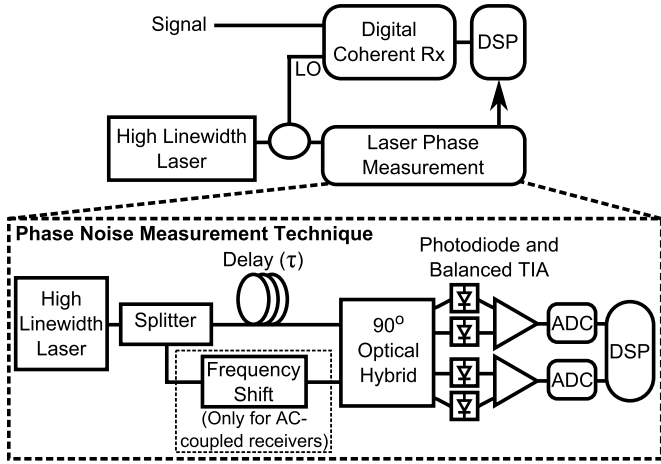 Signal
Digital
Coherent Rx
DSP
LO
High Linewidth
Laser
Laser Phase
Measurement
Phase Noise Measurement Technique
Delay (τ)
Photodiode and
Balanced TIA
High
Linewidth
Laser
Splitter
90o
Optical
Hybrid
ADC
ADC
DSP
Frequency
Shift
(Only for AC-
coupled receivers)